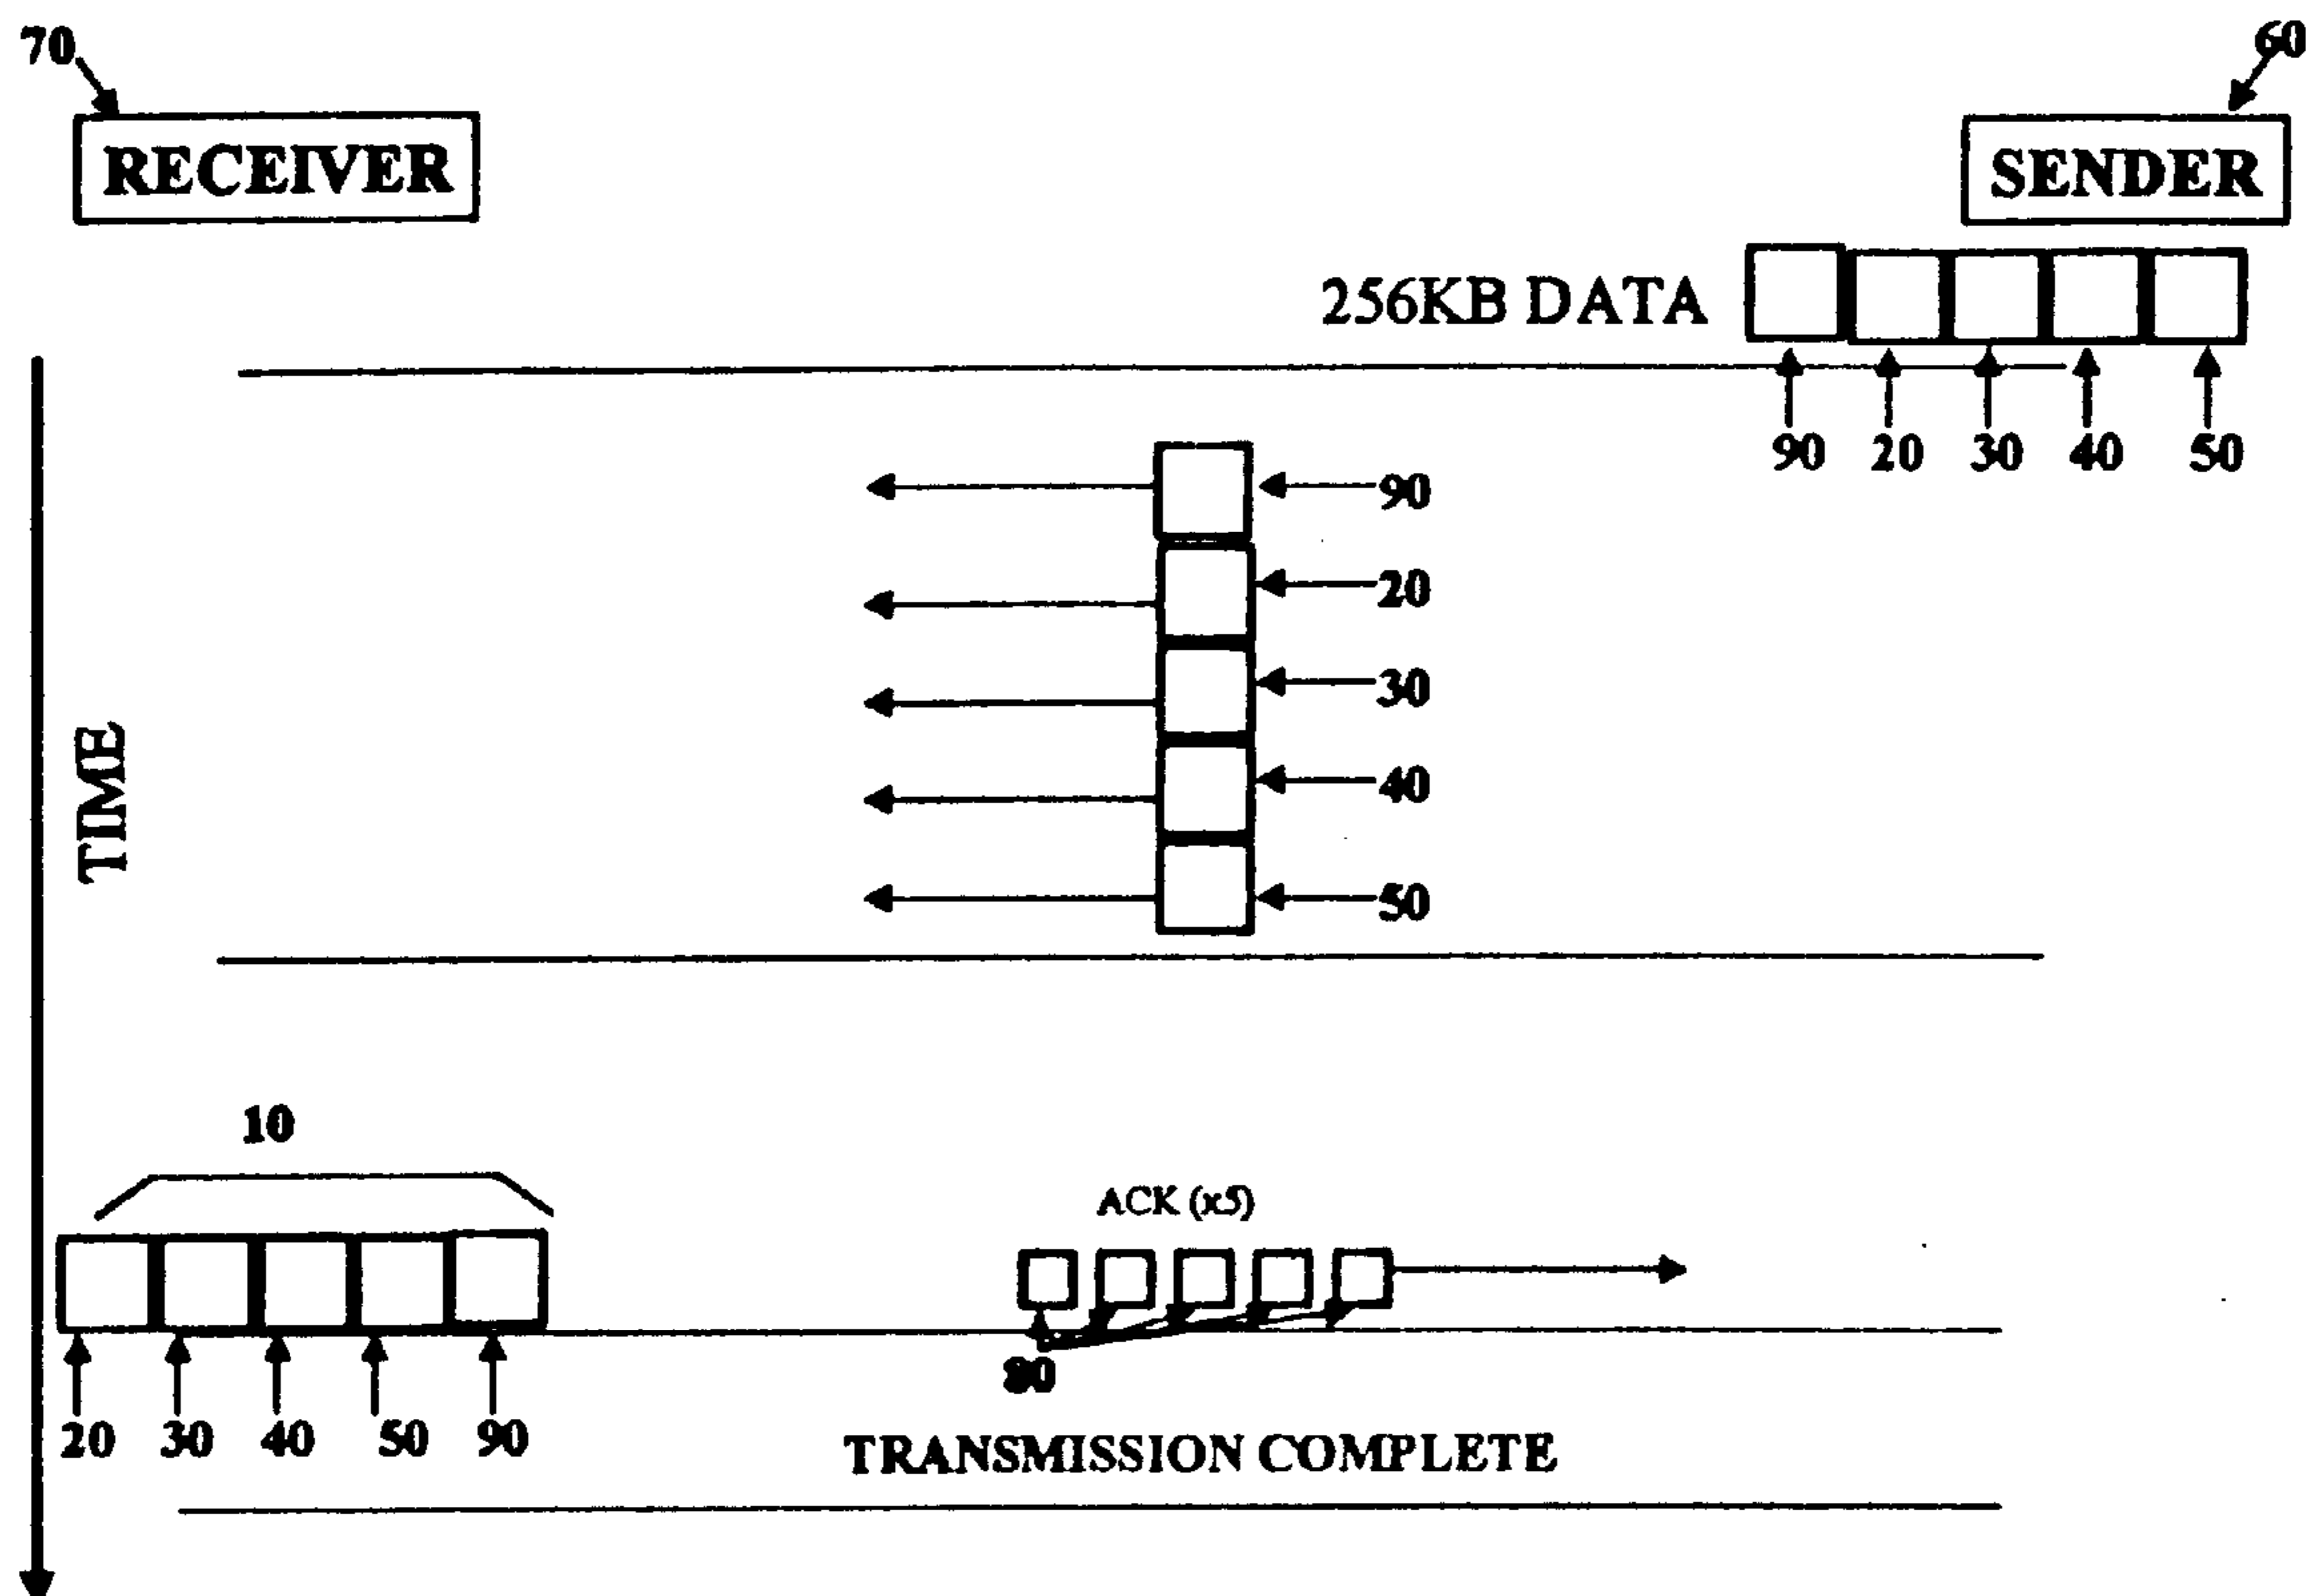 70
60
RECEIVER
SENDER
256KB DATA
90 20 30 40 50
90
20
30
40
50
TIME
10
ACK (x5)
80
20 30 40 50 90
TRANSMISSION COMPLETE